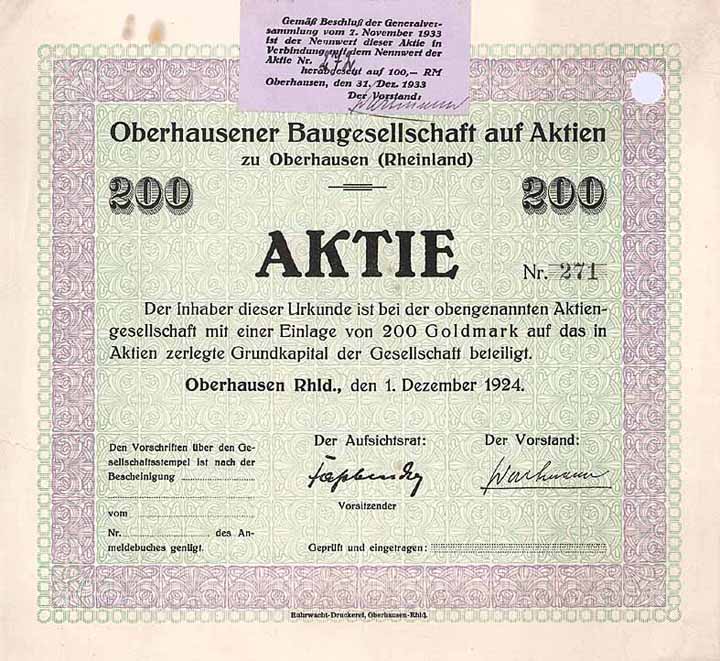 Gemäß Beschluß der Generalver-
sammlung vom 2. November 1933
ist der Nennwert dieser Aktie in
Verbindung mit dem Nennwert der
Aktie Nr.
herabgesetzt auf 100,— RM
Oberhausen, den 31. Dez. 1933
Der Vorstand:
Oberhausener Baugesellschaft auf Aktien
zu Oberhausen (Rheinland)
200 200
AKTIE
Nr. 271
Der Inhaber dieser Urkunde ist bei der obengenannten Aktien-
gesellschaft mit einer Einlage von 200 Goldmark auf das in
Aktien zerlegte Grundkapital der Gesellschaft beteiligt.
Oberhausen Rhld., den 1. Dezember 1924.
Den Vorschriften über den Ge-
sellschaftsstempel ist nach der
Bescheinigung
vom
Nr. des An-
meldebuches genügt.
Der Aufsichtsrat:
Vorsitzender
Der Vorstand:
Geprüft und eingetragen:
Ruhrwacht-Druckerei, Oberhausen-Rhld.